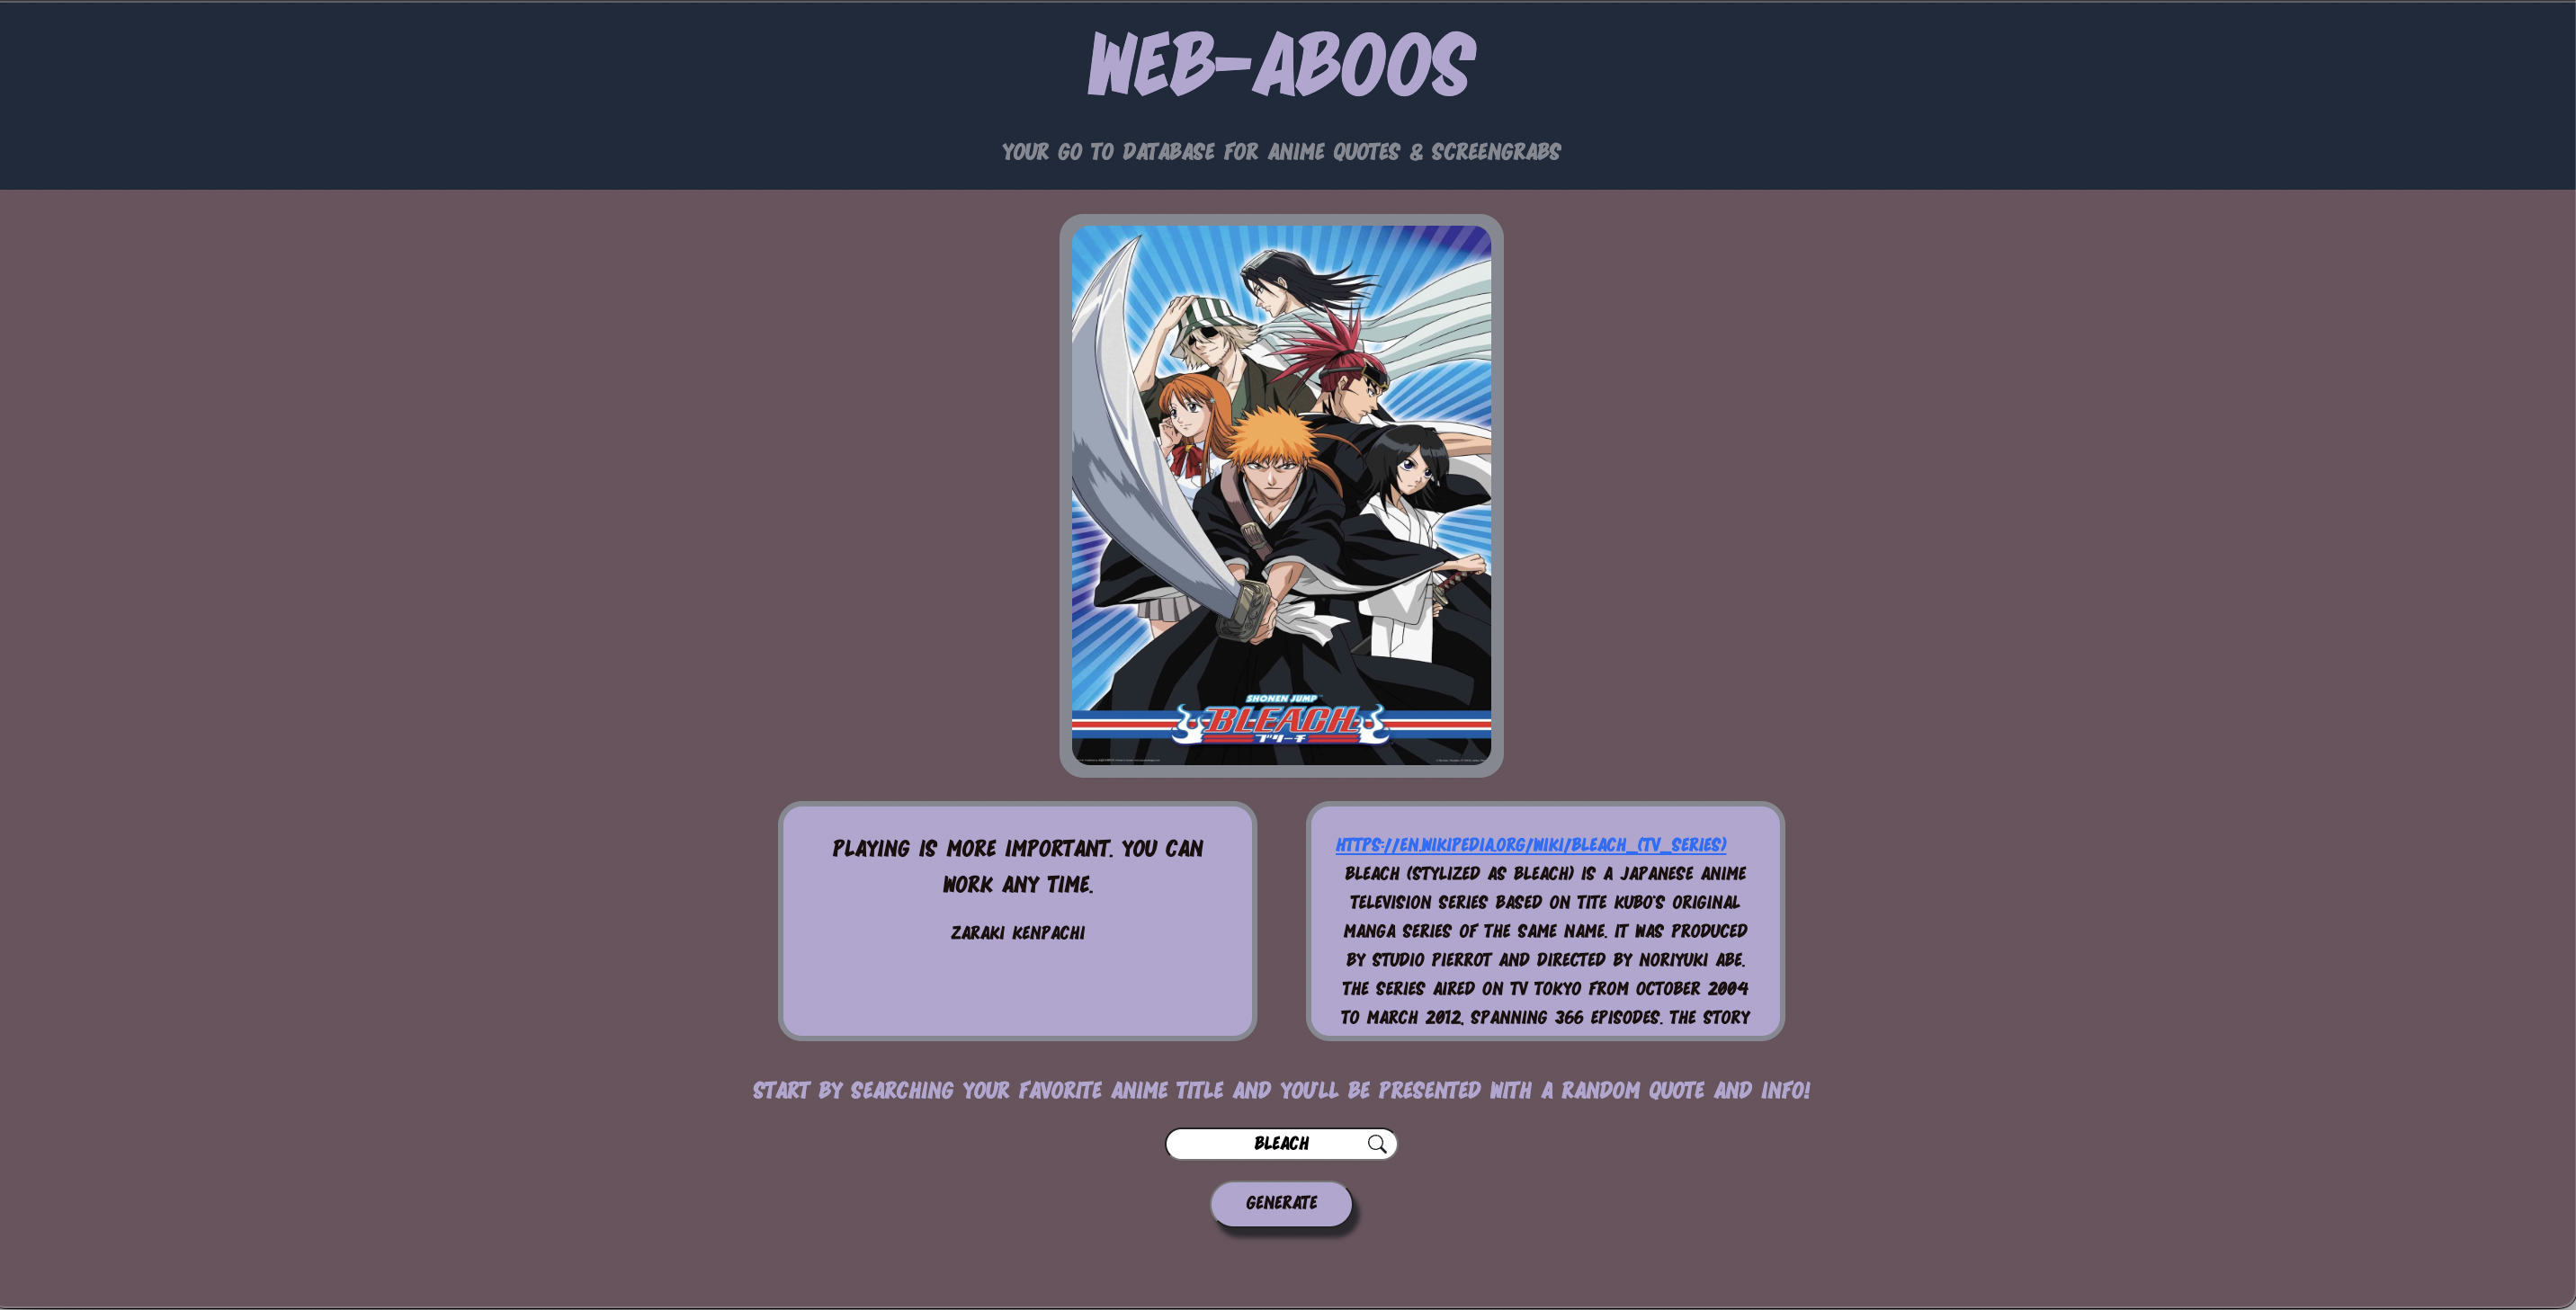 WEB-ABOOS
YOUR GO TO DATABASE FOR ANIME QUOTES & SCREENGRABS
SHONEN JUMP
BLEACH
ブリーチ
PLAYING IS MORE IMPORTANT. YOU CAN
WORK ANY TIME.
ZARAKI KENPACHI
HTTPS://EN.WIKIPEDIA.ORG/WIKI/BLEACH_(TV_SERIES)
BLEACH (STYLIZED AS BLEACH) IS A JAPANESE ANIME
TELEVISION SERIES BASED ON TITE KUBO'S ORIGINAL
MANGA SERIES OF THE SAME NAME. IT WAS PRODUCED
BY STUDIO PIERROT AND DIRECTED BY NORIYUKI ABE.
THE SERIES AIRED ON TV TOKYO FROM OCTOBER 2004
TO MARCH 2012, SPANNING 366 EPISODES. THE STORY
START BY SEARCHING YOUR FAVORITE ANIME TITLE AND YOU'LL BE PRESENTED WITH A RANDOM QUOTE AND INFO!
BLEACH
GENERATE